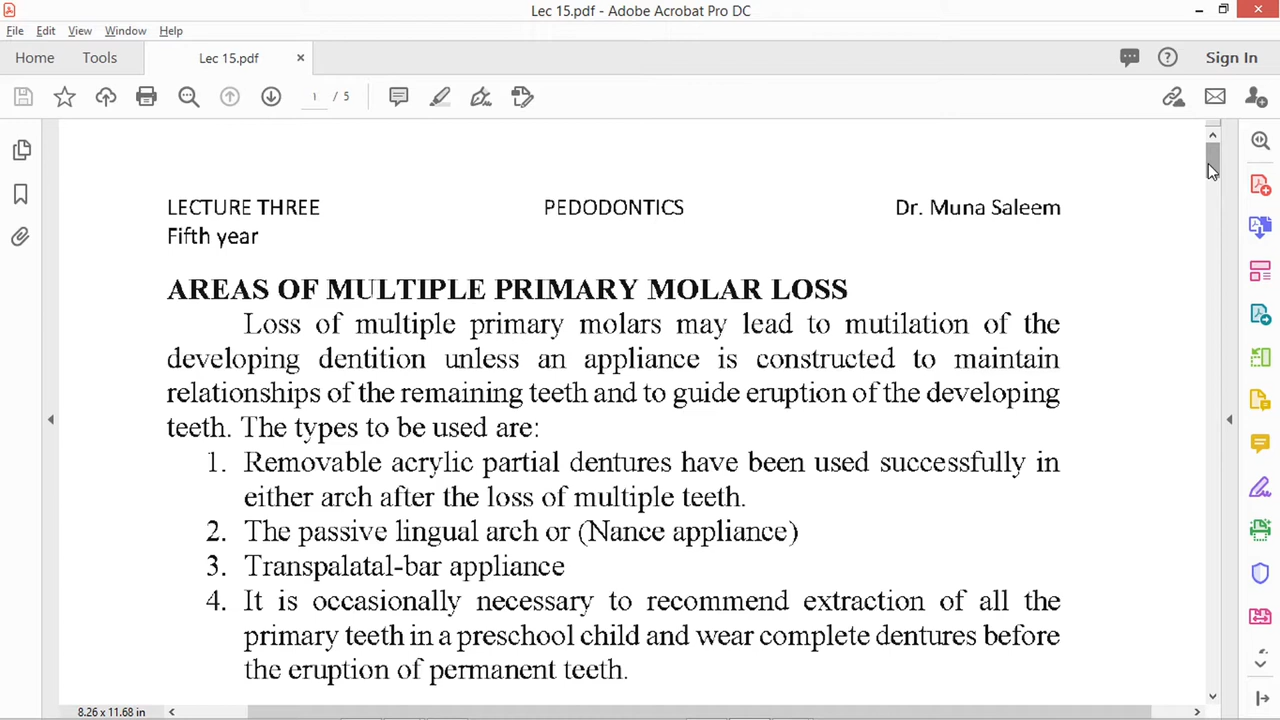 Lec 15.pdf - Adobe Acrobat Pro DC
File Edit View Window Help
Home Tools Lec 15.pdf × Sign In
1 / 5
LECTURE THREE PEDODONTICS Dr. Muna Saleem
Fifth year
AREAS OF MULTIPLE PRIMARY MOLAR LOSS
Loss of multiple primary molars may lead to mutilation of the
developing dentition unless an appliance is constructed to maintain
relationships of the remaining teeth and to guide eruption of the developing
teeth. The types to be used are:
1. Removable acrylic partial dentures have been used successfully in
either arch after the loss of multiple teeth.
2. The passive lingual arch or (Nance appliance)
3. Transpalatal-bar appliance
4. It is occasionally necessary to recommend extraction of all the
primary teeth in a preschool child and wear complete dentures before
the eruption of permanent teeth.
8.26 x 11.68 in